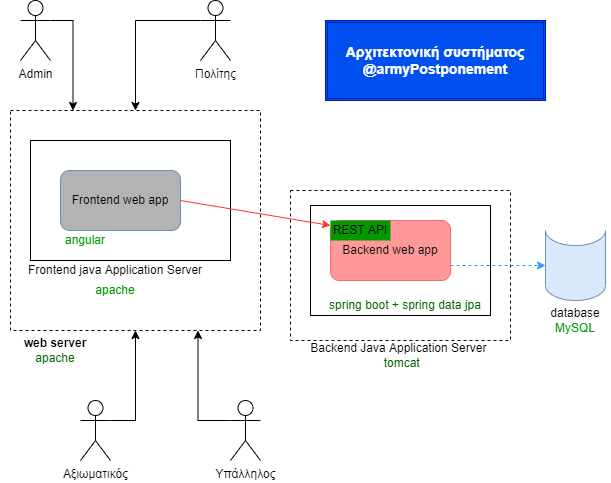 Admin
Πολίτης
Αρχιτεκτονική συστήματος
@armyPostponement
Frontend web app
angular
Frontend java Application Server
apache
web server
apache
REST API
Backend web app
spring boot + spring data jpa
Backend Java Application Server
tomcat
database
MySQL
Αξιωματικός
Υπάλληλος